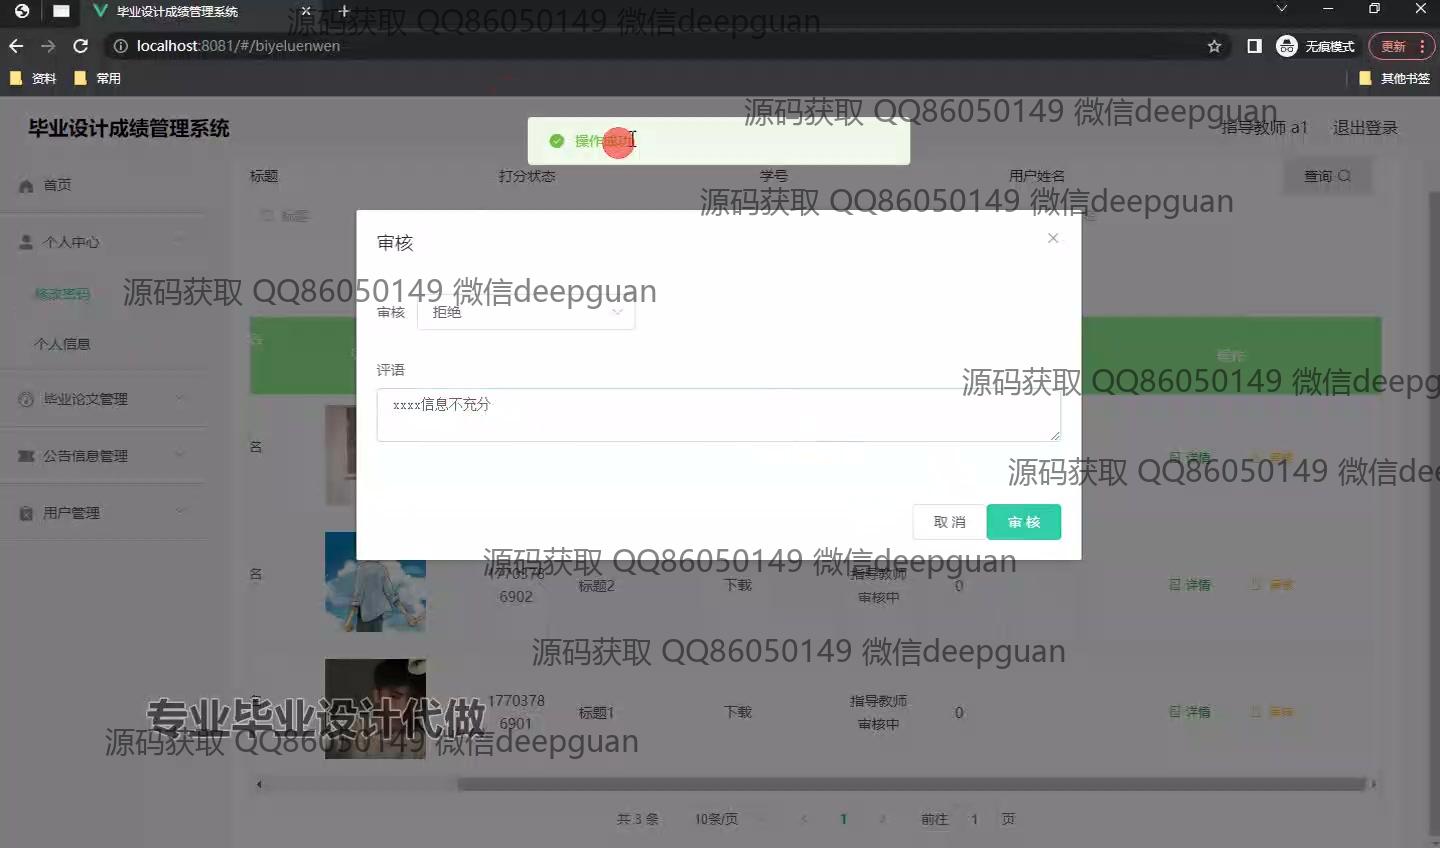 毕业设计成绩管理系统
localhost:8081/#/biyeluenwen
无痕模式
更新
资料
常用
其他书签
毕业设计成绩管理系统
指导教师 a1
退出登录
操作成功
源码获取 QQ86050149 微信deepguan
源码获取 QQ86050149 微信deepguan
标题
打分状态
学号
用户姓名
查询
源码获取 QQ86050149 微信deepguan
首页
标题
个人中心
修改密码
个人信息
毕业论文管理
公告信息管理
用户管理
审核
源码获取 QQ86050149 微信deepguan
审核
拒绝
评语
xxxx信息不充分
取 消
审 核
操作
源码获取 QQ86050149 微信deepg
名
详情
审核
源码获取 QQ86050149 微信dee
源码获取 QQ86050149 微信deepguan
名
1770378
6902
标题2
下载
指导教师
审核中
0
详情
审核
源码获取 QQ86050149 微信deepguan
1770378
6901
标题1
下载
指导教师
审核中
0
详情
审核
专业毕业设计代做
源码获取 QQ86050149 微信deepguan
共 3 条
10条/页
1
前往
1
页